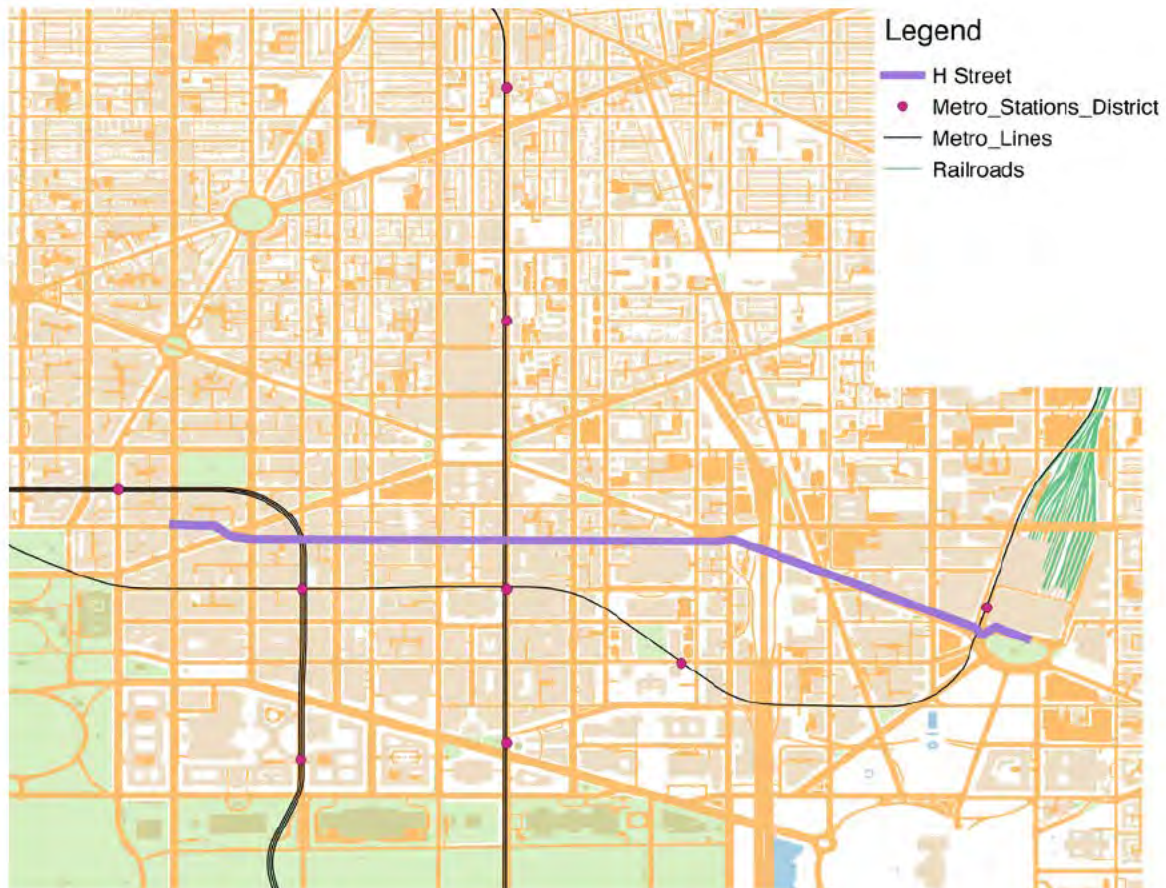 Legend
H Street
Metro_Stations_District
Metro_Lines
Railroads